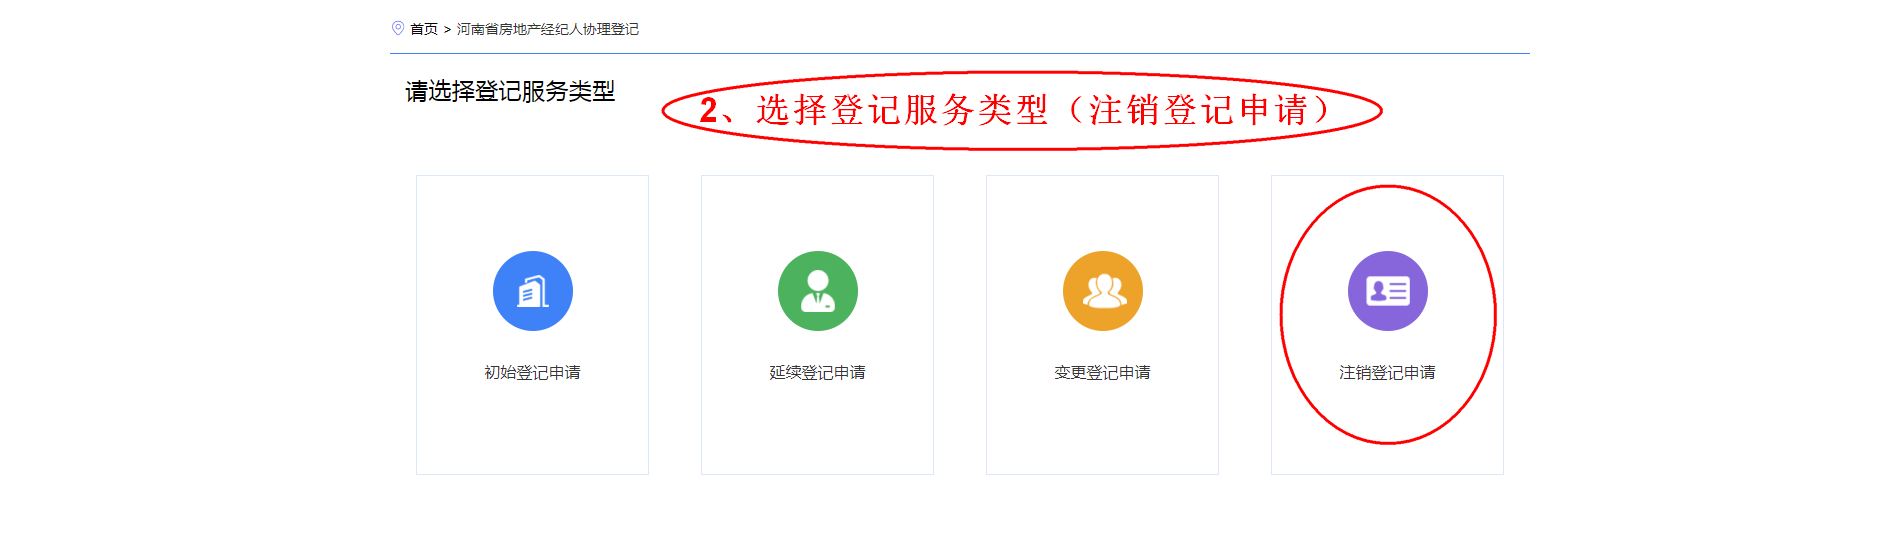 首页 > 河南省房地产经纪人协理登记
请选择登记服务类型
2、选择登记服务类型（注销登记申请）
初始登记申请
延续登记申请
变更登记申请
注销登记申请